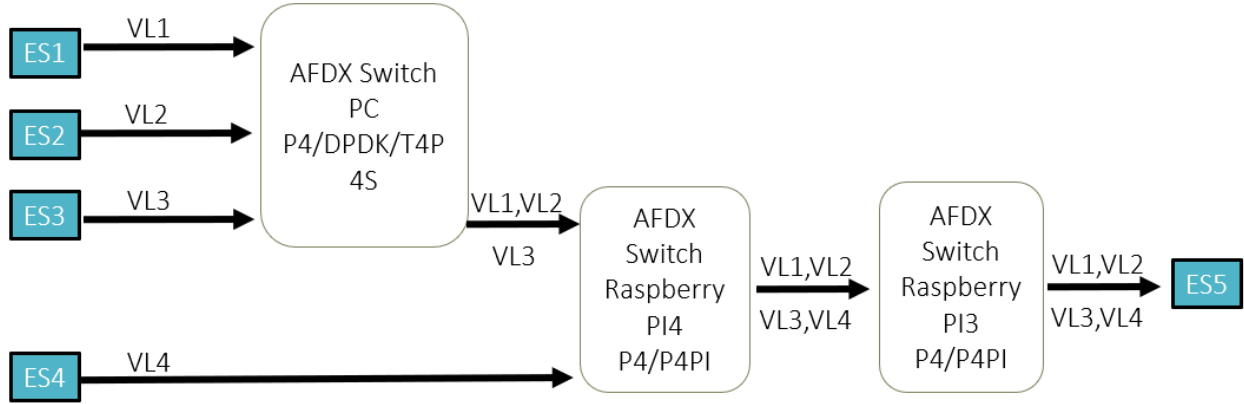 ES1
VL1
ES2
VL2
ES3
VL3
AFDX Switch
PC
P4/DPDK/T4P
4S
VL1,VL2
VL3
ES4
VL4
AFDX
Switch
Raspberry
PI4
P4/P4PI
VL1,VL2
VL3,VL4
AFDX
Switch
Raspberry
PI3
P4/P4PI
VL1,VL2
VL3,VL4
ES5